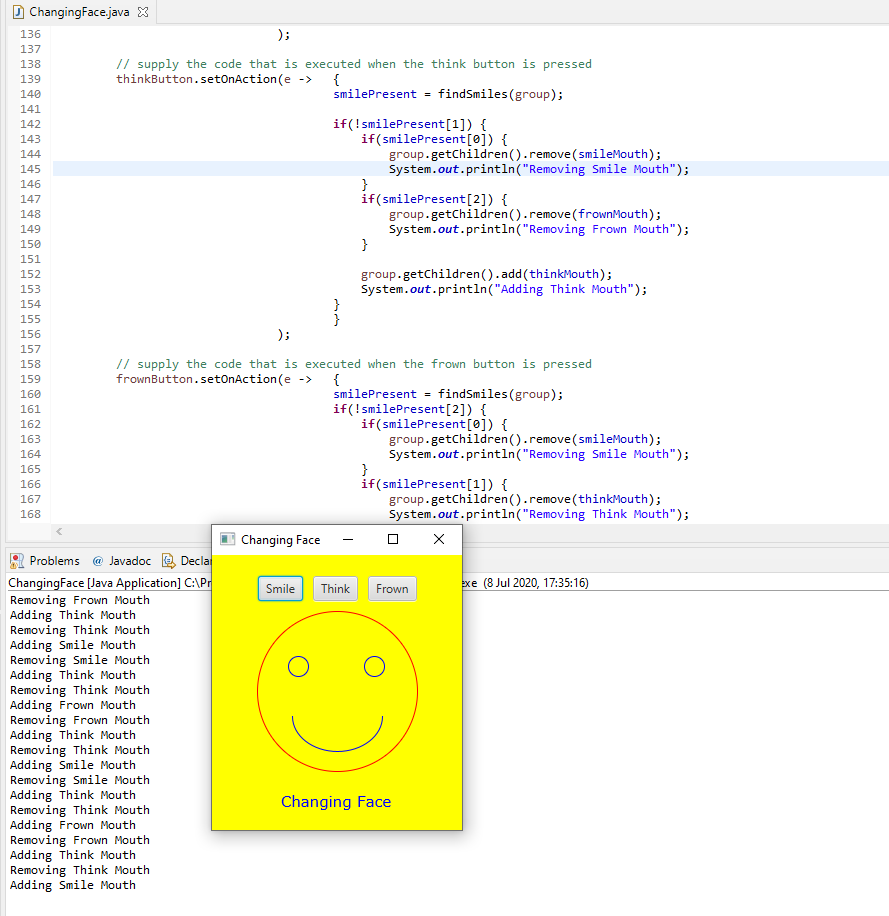 ChangingFace.java
136 );
137
138 // supply the code that is executed when the think button is pressed
139 thinkButton.setOnAction(e -> {
140 smilePresent = findSmiles(group);
141
142 if(!smilePresent[1]) {
143 if(smilePresent[0]) {
144 group.getChildren().remove(smileMouth);
145 System.out.println("Removing Smile Mouth");
146 }
147 if(smilePresent[2]) {
148 group.getChildren().remove(frownMouth);
149 System.out.println("Removing Frown Mouth");
150 }
151
152 group.getChildren().add(thinkMouth);
153 System.out.println("Adding Think Mouth");
154 }
155 }
156 );
157
158 // supply the code that is executed when the frown button is pressed
159 frownButton.setOnAction(e -> {
160 smilePresent = findSmiles(group);
161 if(!smilePresent[2]) {
162 if(smilePresent[0]) {
163 group.getChildren().remove(smileMouth);
164 System.out.println("Removing Smile Mouth");
165 }
166 if(smilePresent[1]) {
167 group.getChildren().remove(thinkMouth);
168 System.out.println("Removing Think Mouth");
Changing Face
Problems @ Javadoc Declar
ChangingFace [Java Application] C:\Pr exe (8 Jul 2020, 17:35:16)
Smile Think Frown
Changing Face
Removing Frown Mouth
Adding Think Mouth
Removing Think Mouth
Adding Smile Mouth
Removing Smile Mouth
Adding Think Mouth
Removing Think Mouth
Adding Frown Mouth
Removing Frown Mouth
Adding Think Mouth
Removing Think Mouth
Adding Smile Mouth
Removing Smile Mouth
Adding Think Mouth
Removing Think Mouth
Adding Frown Mouth
Removing Frown Mouth
Adding Think Mouth
Removing Think Mouth
Adding Smile Mouth